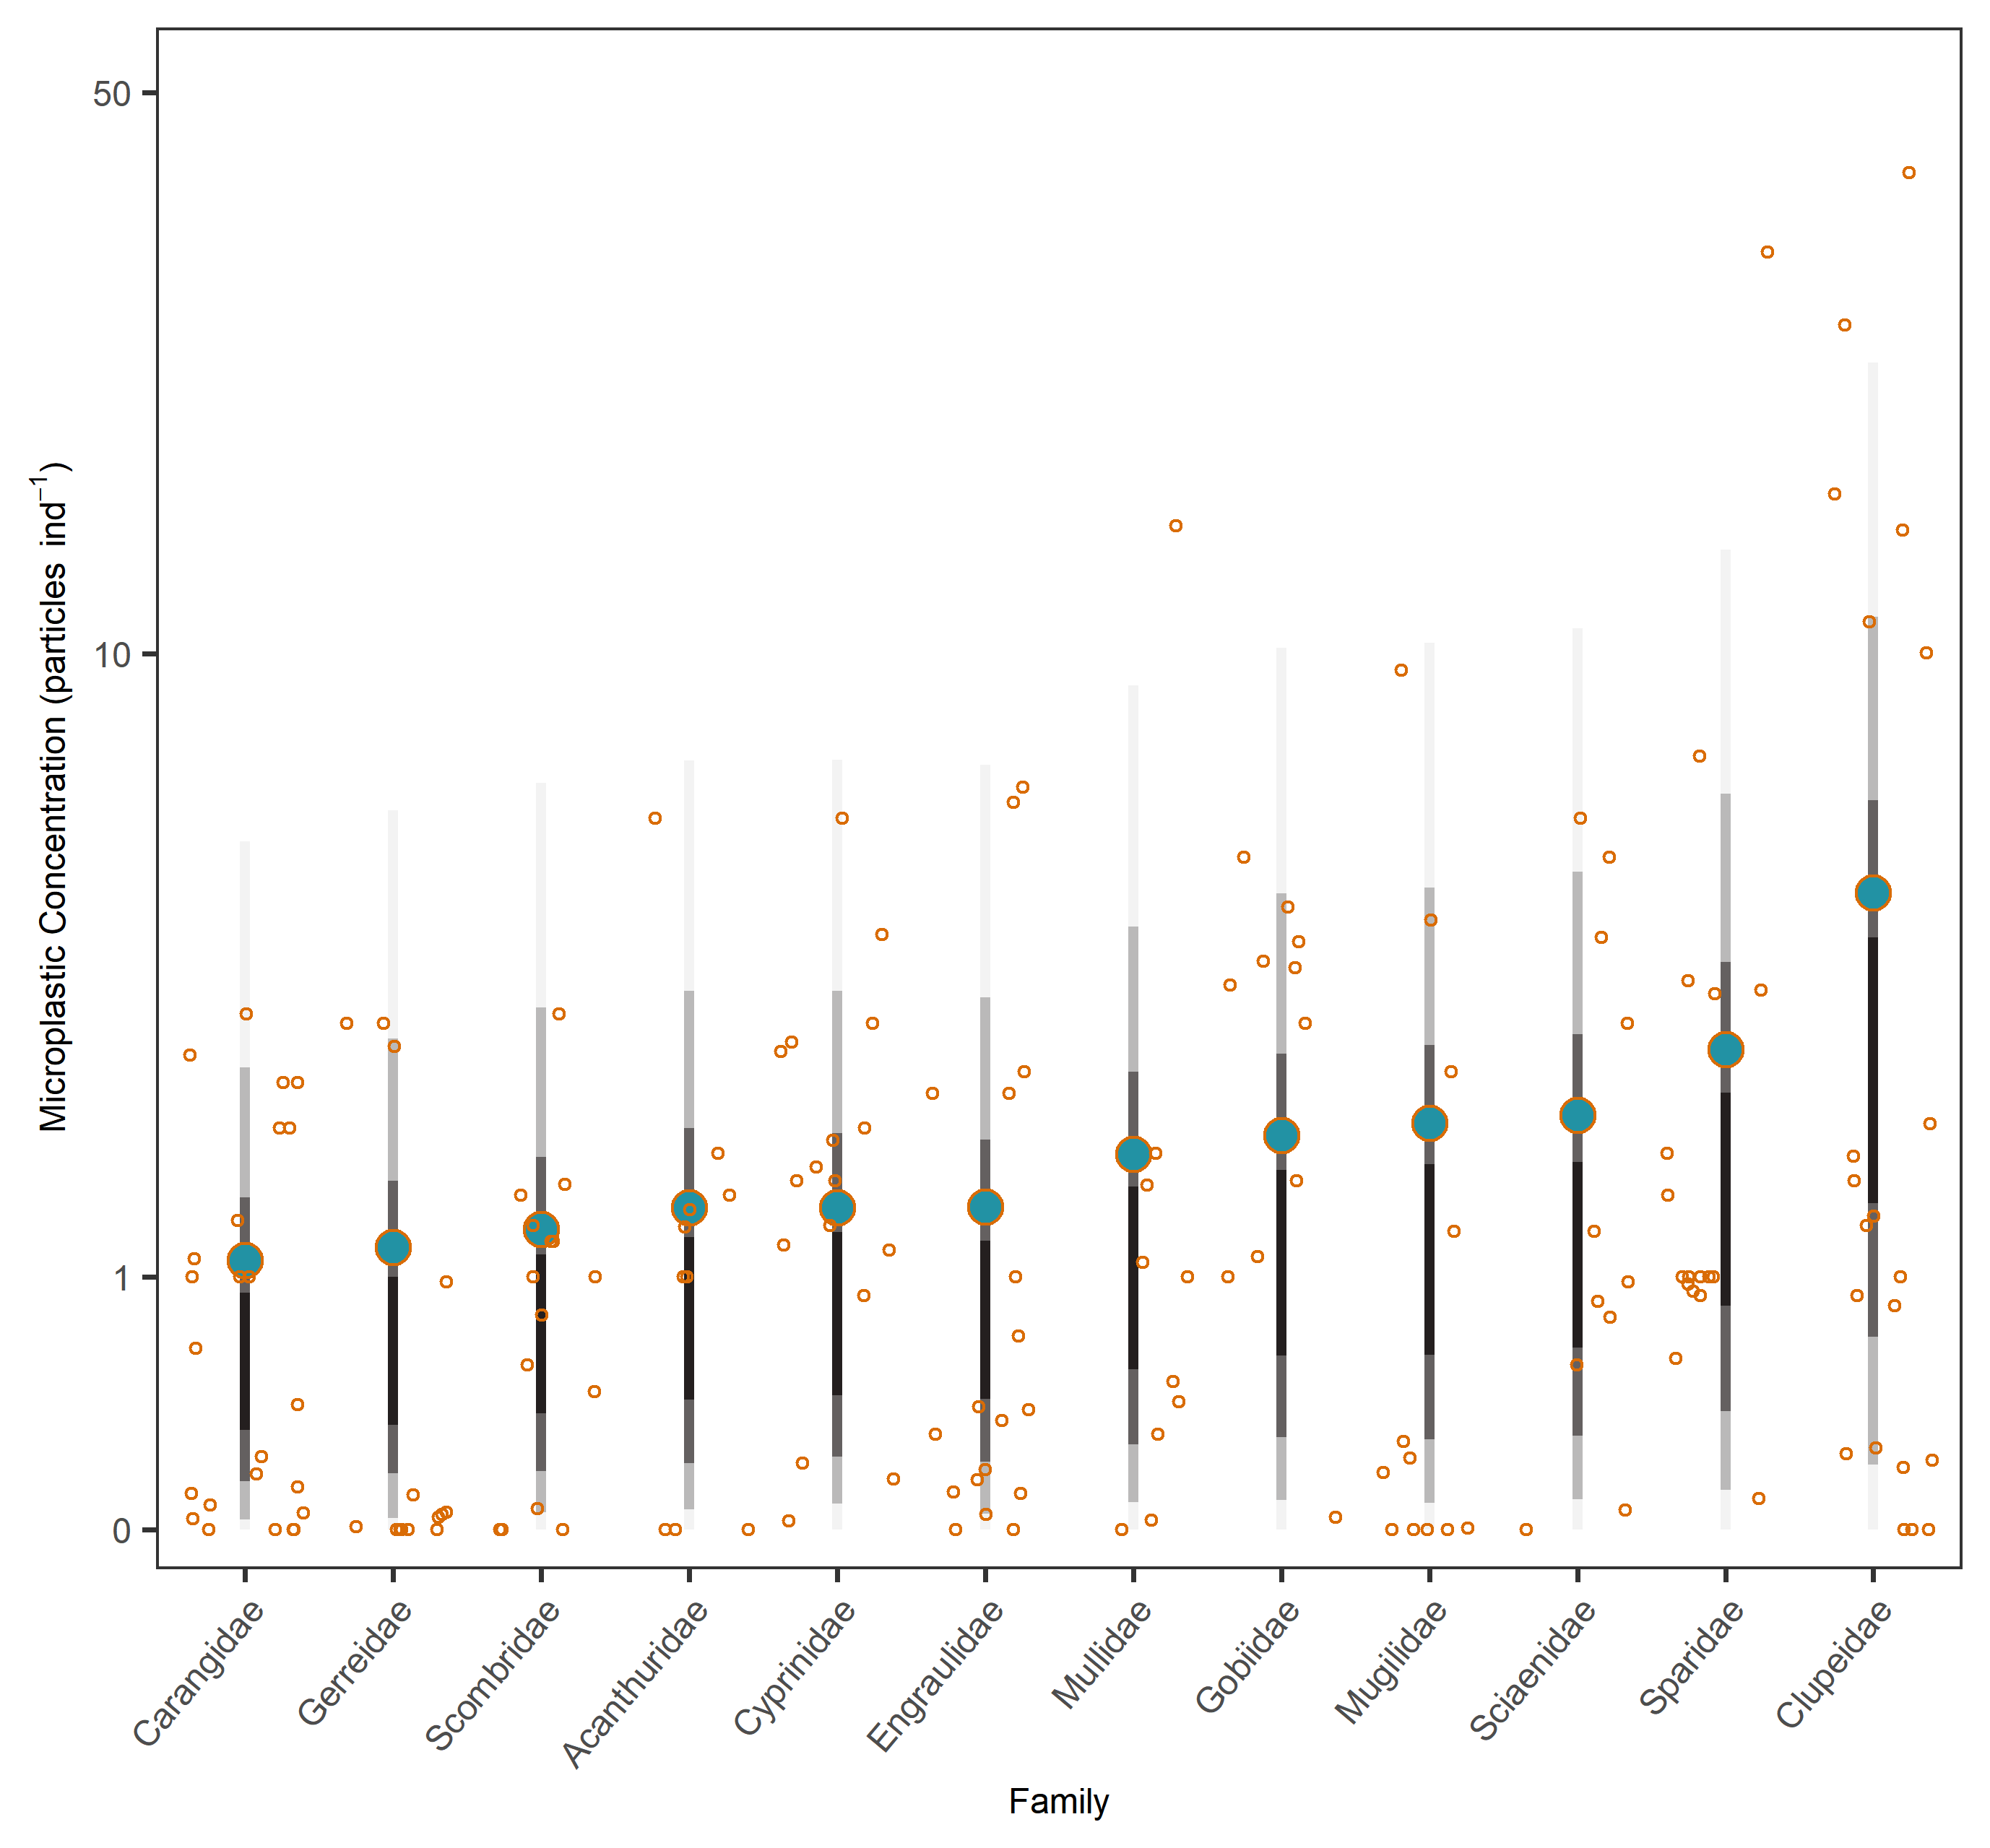 50
10
1
0
Microplastic Concentration (particles ind⁻¹)
Carangidae
Gerreidae
Scombridae
Acanthuridae
Cyprinidae
Engraulidae
Mullidae
Gobiidae
Mugilidae
Sciaenidae
Sparidae
Clupeidae
Family